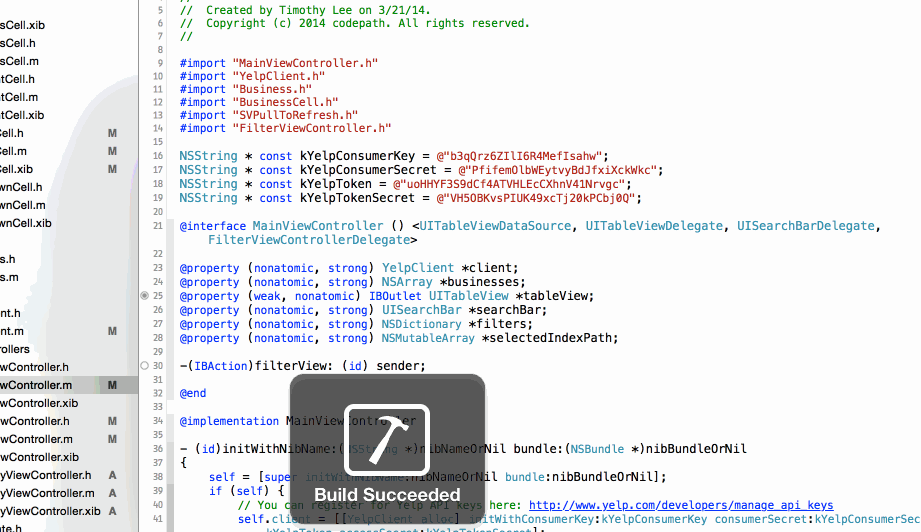 sCell.xib
sCell.h
sCell.m
ntCell.h
ntCell.m
ntCell.xib
Cell.h M
Cell.m M
Cell.xib M
wnCell.h
wnCell.m
wnCell.xib
s.h
s.m
nt.h
nt.m M
rollers
wController.h
wController.m M
wController.xib
wController.h M
wController.m M
wController.xib
yViewController.h A
yViewController.m A
yViewController.xib A
ute.h
5 // Created by Timothy Lee on 3/21/14.
6 // Copyright (c) 2014 codepath. All rights reserved.
7 //
8
9 #import "MainViewController.h"
10 #import "YelpClient.h"
11 #import "Business.h"
12 #import "BusinessCell.h"
13 #import "SVPullToRefresh.h"
14 #import "FilterViewController.h"
15
16 NSString * const kYelpConsumerKey = @"b3qQrz6ZIlI6R4MefIsahw";
17 NSString * const kYelpConsumerSecret = @"PfifemOlbWEytvyBdJfxiXckWkc";
18 NSString * const kYelpToken = @"uoHHYF3S9dCf4ATVHLEcCXhnV41Nrvgc";
19 NSString * const kYelpTokenSecret = @"VH5OBKvsPIUK49xcTj20kPCbj0Q";
20
21 @interface MainViewController () <UITableViewDataSource, UITableViewDelegate, UISearchBarDelegate,
FilterViewControllerDelegate>
22
23 @property (nonatomic, strong) YelpClient *client;
24 @property (nonatomic, strong) NSArray *businesses;
25 @property (weak, nonatomic) IBOutlet UITableView *tableView;
26 @property (nonatomic, strong) UISearchBar *searchBar;
27 @property (nonatomic, strong) NSDictionary *filters;
28 @property (nonatomic, strong) NSMutableArray *selectedIndexPath;
29
30 -(IBAction)filterView: (id) sender;
31
32 @end
33
34 @implementation MainViewController
35
36 - (id)initWithNibName:(NSString *)nibNameOrNil bundle:(NSBundle *)nibBundleOrNil
37 {
38 self = [super initWithNibName:nibNameOrNil bundle:nibBundleOrNil];
39 if (self) {
40 // You can register for Yelp API keys here: http://www.yelp.com/developers/manage_api_keys
41 self.client = [[YelpClient alloc] initWithConsumerKey:kYelpConsumerKey consumerSecret:kYelpConsumerSe
kYelpToken accessSecret:kYelpTokenSecret];
Build Succeeded